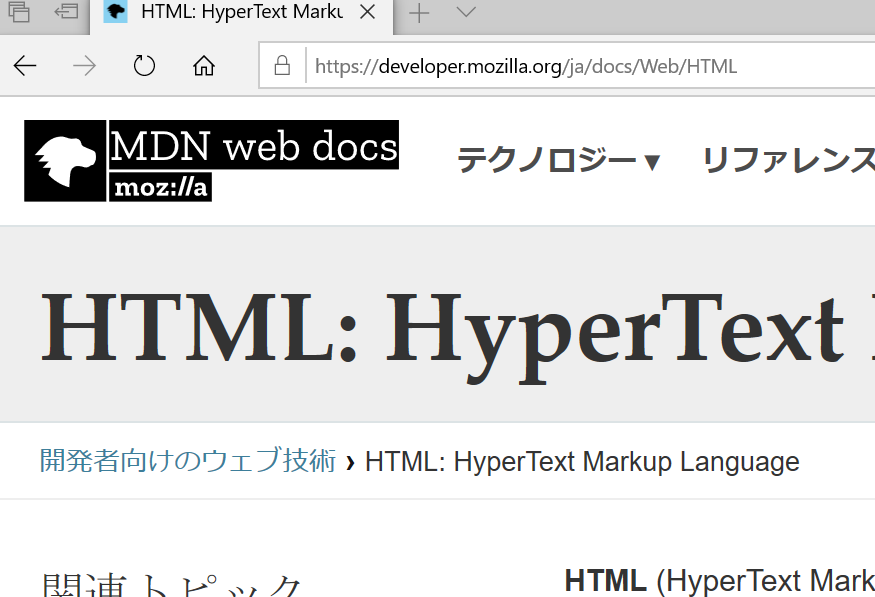 HTML: HyperText Marku
https://developer.mozilla.org/ja/docs/Web/HTML
MDN web docs
moz://a
テクノロジー ▼ リファレンス
HTML: HyperText
開発者向けのウェブ技術 › HTML: HyperText Markup Language
関連トピック
HTML (HyperText Mark